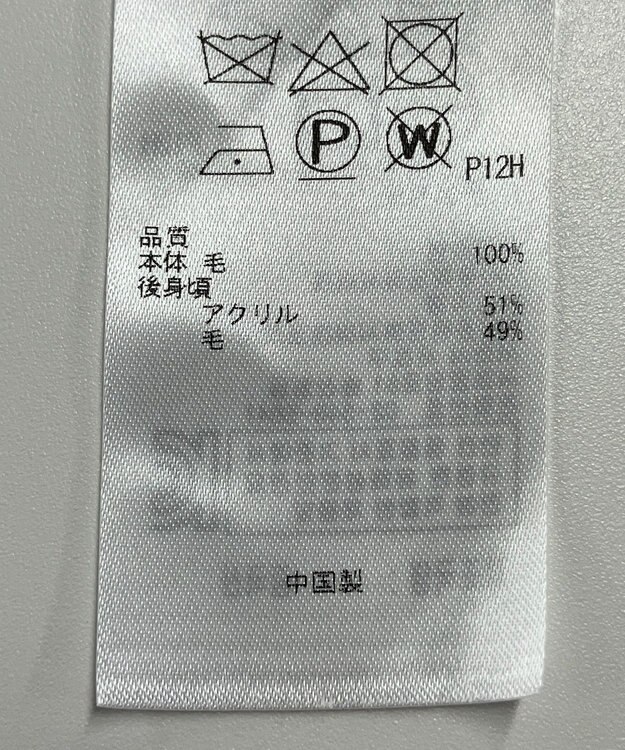 P W P12H
品質
本体 毛 100%
後身頃
アクリル 51%
毛 49%
中国製